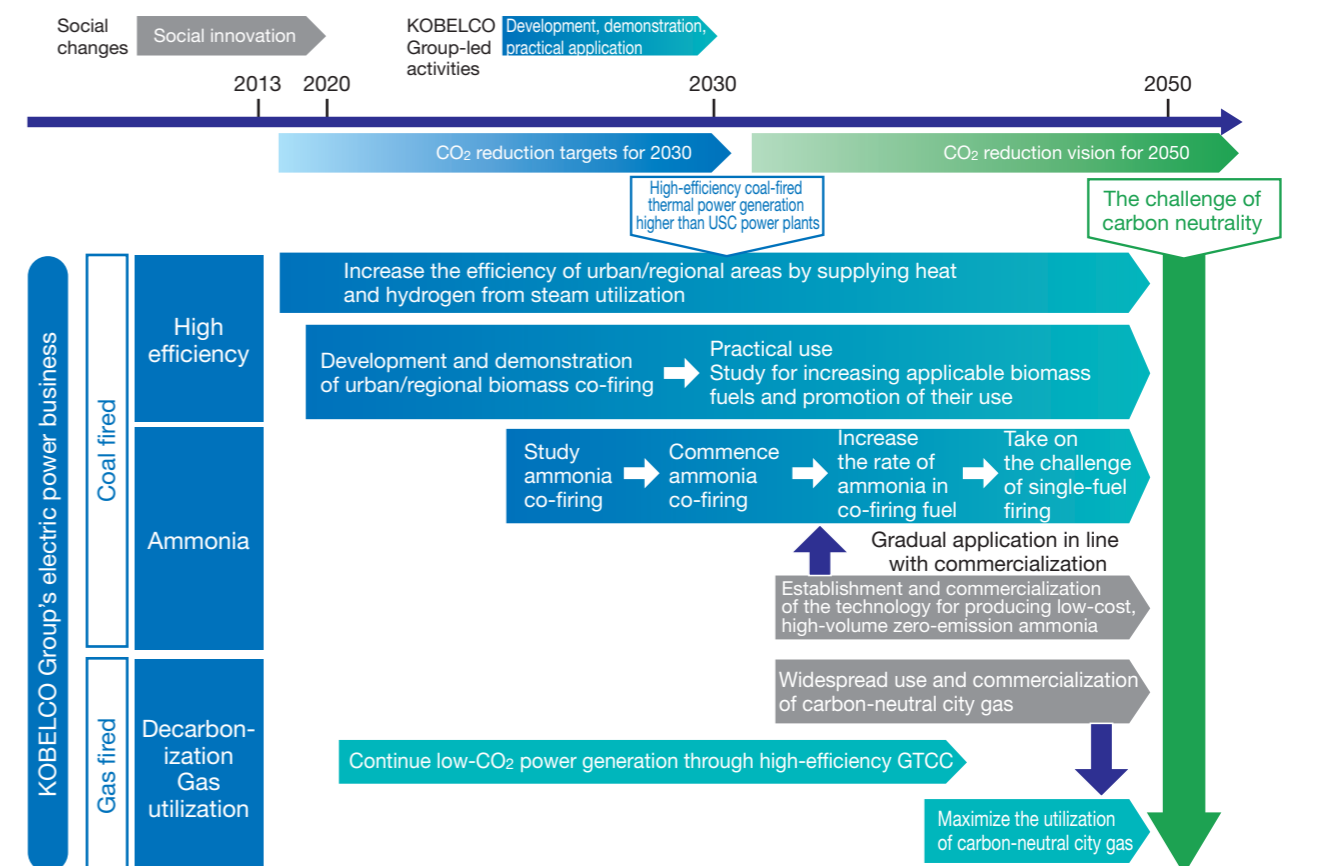 Social
changes
Social innovation
KOBELCO
Group-led
activities
Development, demonstration,
practical application
2013
2020
2030
2050
CO₂ reduction targets for 2030
CO₂ reduction vision for 2050
High-efficiency coal-fired
thermal power generation
higher than USC power plants
The challenge of
carbon neutrality
KOBELCO Group's electric power business
Coal fired
High
efficiency
Increase the efficiency of urban/regional areas by supplying heat
and hydrogen from steam utilization
Development and demonstration
of urban/regional biomass co-firing
Practical use
Study for increasing applicable biomass
fuels and promotion of their use
Ammonia
Study
ammonia
co-firing
Commence
ammonia
co-firing
Increase
the rate of
ammonia in
co-firing fuel
Take on
the challenge
of single-fuel
firing
Gradual application in line
with commercialization
Establishment and commercialization
of the technology for producing low-cost,
high-volume zero-emission ammonia
Gas fired
Decarbon-
ization
Gas
utilization
Widespread use and commercialization
of carbon-neutral city gas
Continue low-CO₂ power generation through high-efficiency GTCC
Maximize the utilization
of carbon-neutral city gas